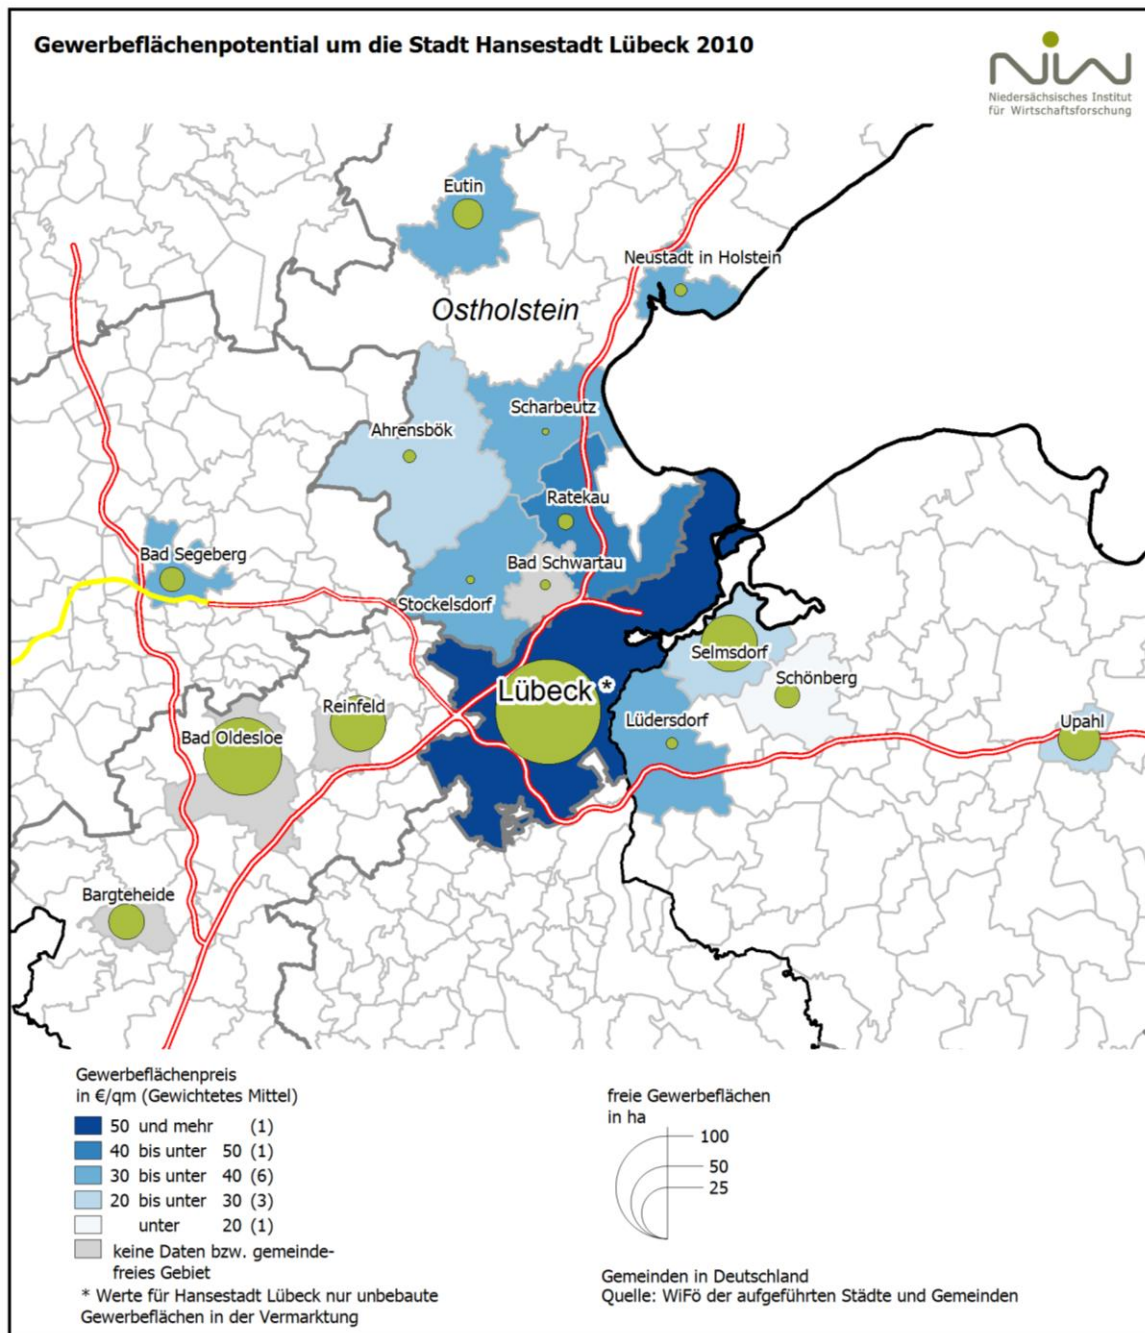 Gewerbeflächenpotential um die Stadt Hansestadt Lübeck 2010
NIW
Niedersächsisches Institut
für Wirtschaftsforschung
Eutin
Neustadt in Holstein
Ostholstein
Scharbeutz
Ahrensbök
Ratekau
Bad Segeberg
Bad Schwartau
Stockelsdorf
Selmsdorf
Schönberg
Lübeck *
Reinfeld
Lüdersdorf
Upahl
Bad Oldesloe
Bargteheide
Gewerbeflächenpreis
in €/qm (Gewichtetes Mittel)
50 und mehr (1)
40 bis unter 50 (1)
30 bis unter 40 (6)
20 bis unter 30 (3)
unter 20 (1)
keine Daten bzw. gemeinde-
freies Gebiet
* Werte für Hansestadt Lübeck nur unbebaute
Gewerbeflächen in der Vermarktung
freie Gewerbeflächen
in ha
100
50
25
Gemeinden in Deutschland
Quelle: WiFö der aufgeführten Städte und Gemeinden